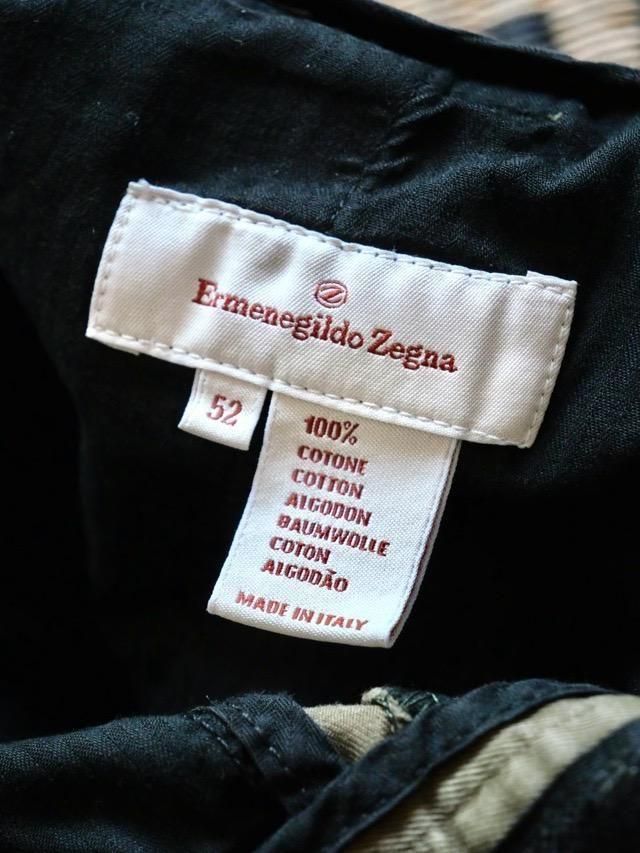 Ermenegildo Zegna
52
100%
COTONE
COTTON
ALGODON
BAUMWOLLE
COTON
ALGODÃO
MADE IN ITALY